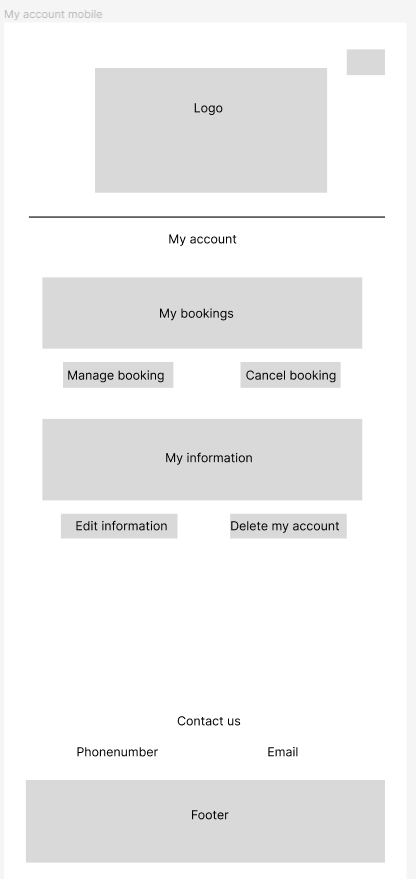 My account mobile
Logo
My account
My bookings
Manage booking
Cancel booking
My information
Edit information
Delete my account
Contact us
Phonenumber
Email
Footer